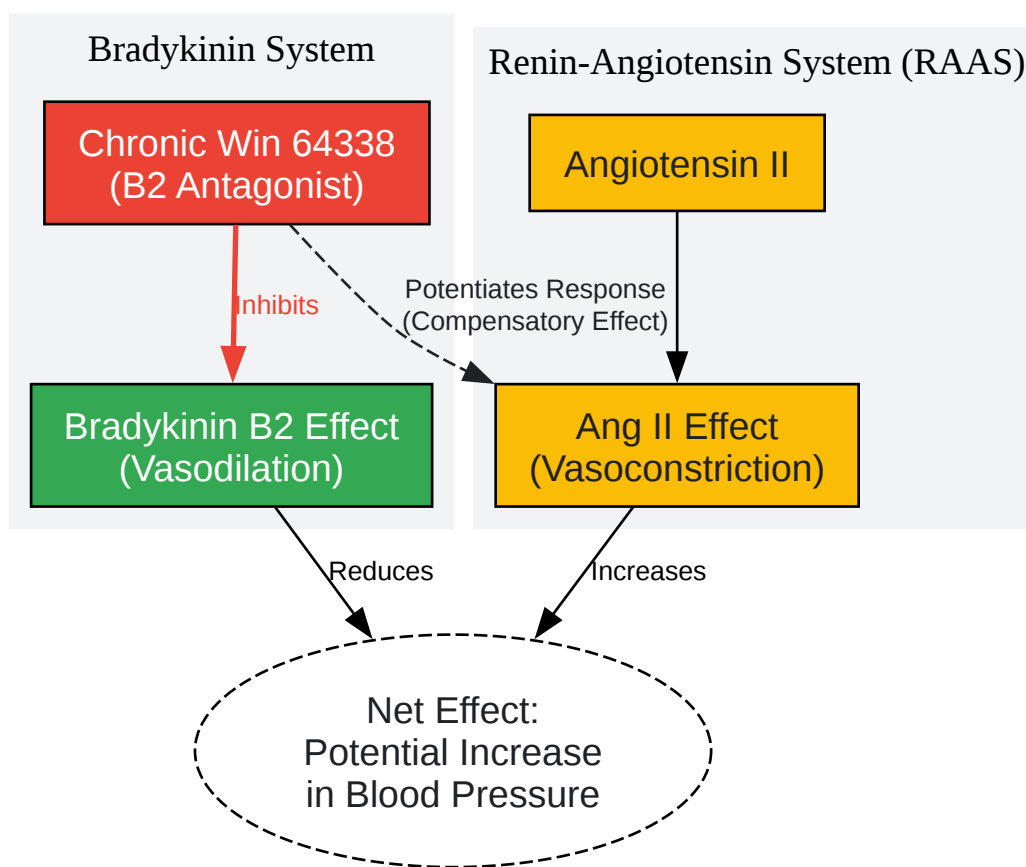 Bradykinin System
Renin-Angiotensin System (RAAS)
Chronic Win 64338
(B2 Antagonist)
Angiotensin II
Inhibits
Potentiates Response
(Compensatory Effect)
Bradykinin B2 Effect
(Vasodilation)
Ang II Effect
(Vasoconstriction)
Reduces
Increases
Net Effect:
Potential Increase
in Blood Pressure